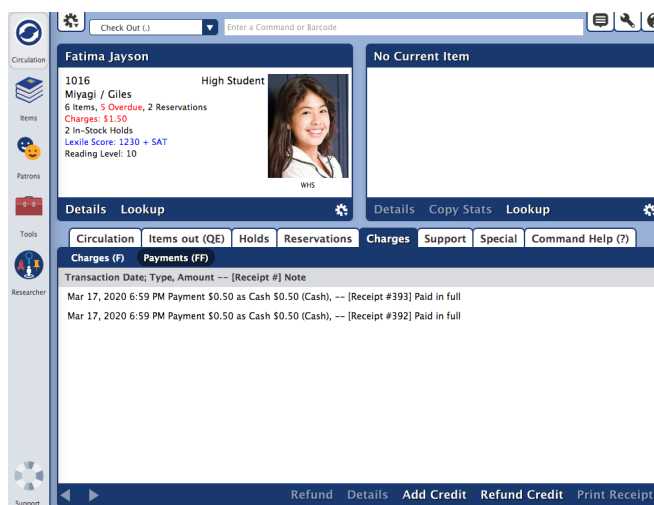 Check Out (.)
Enter a Command or Barcode
Circulation
Items
Patrons
Tools
Researcher
Support
Fatima Jayson
1016
High Student
Miyagi / Giles
6 Items, 5 Overdue, 2 Reservations
Charges: $1.50
2 In-Stock Holds
Lexile Score: 1230 + SAT
Reading Level: 10
WHS
Details Lookup
No Current Item
Details Copy Stats Lookup
Circulation Items out (QE) Holds Reservations Charges Support Special Command Help (?)
Charges (F) Payments (FF)
Transaction Date; Type, Amount -- [Receipt #] Note
Mar 17, 2020 6:59 PM Payment $0.50 as Cash $0.50 (Cash), -- [Receipt #393] Paid in full
Mar 17, 2020 6:59 PM Payment $0.50 as Cash $0.50 (Cash), -- [Receipt #392] Paid in full
Refund Details Add Credit Refund Credit Print Receipt